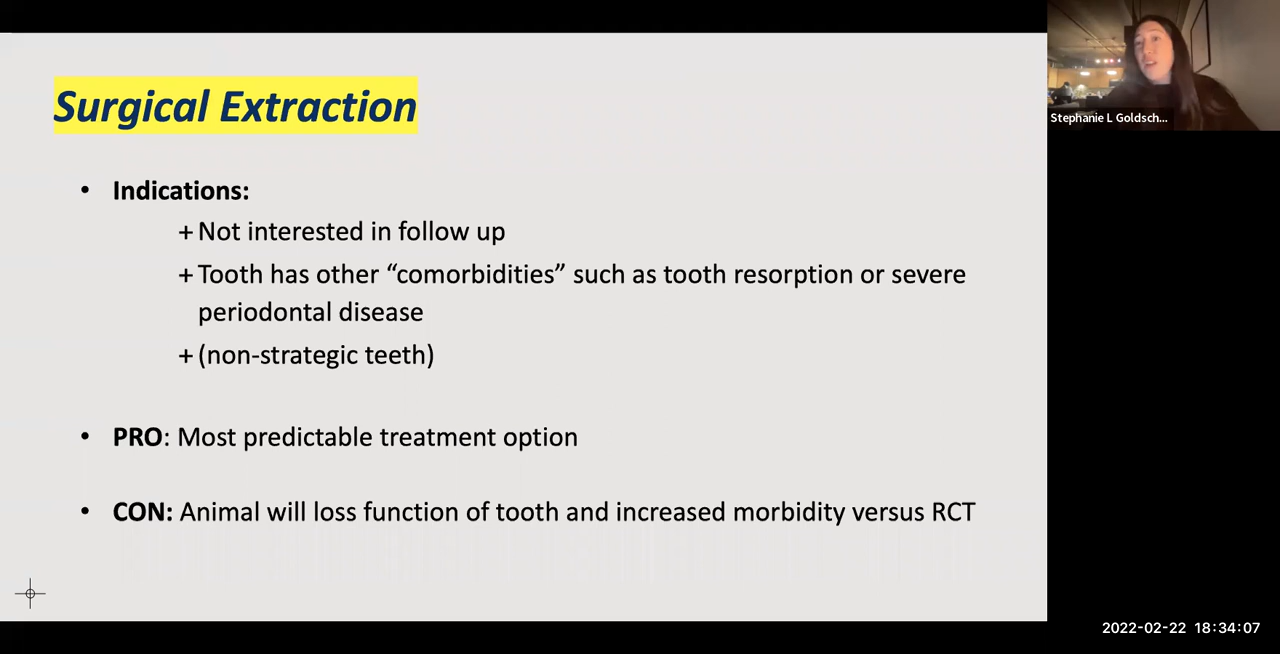 Surgical Extraction
• Indications:
+ Not interested in follow up
+ Tooth has other “comorbidities” such as tooth resorption or severe
periodontal disease
+ (non-strategic teeth)
• PRO: Most predictable treatment option
• CON: Animal will loss function of tooth and increased morbidity versus RCT
Stephanie L Goldsch...
2022-02-22 18:34:07